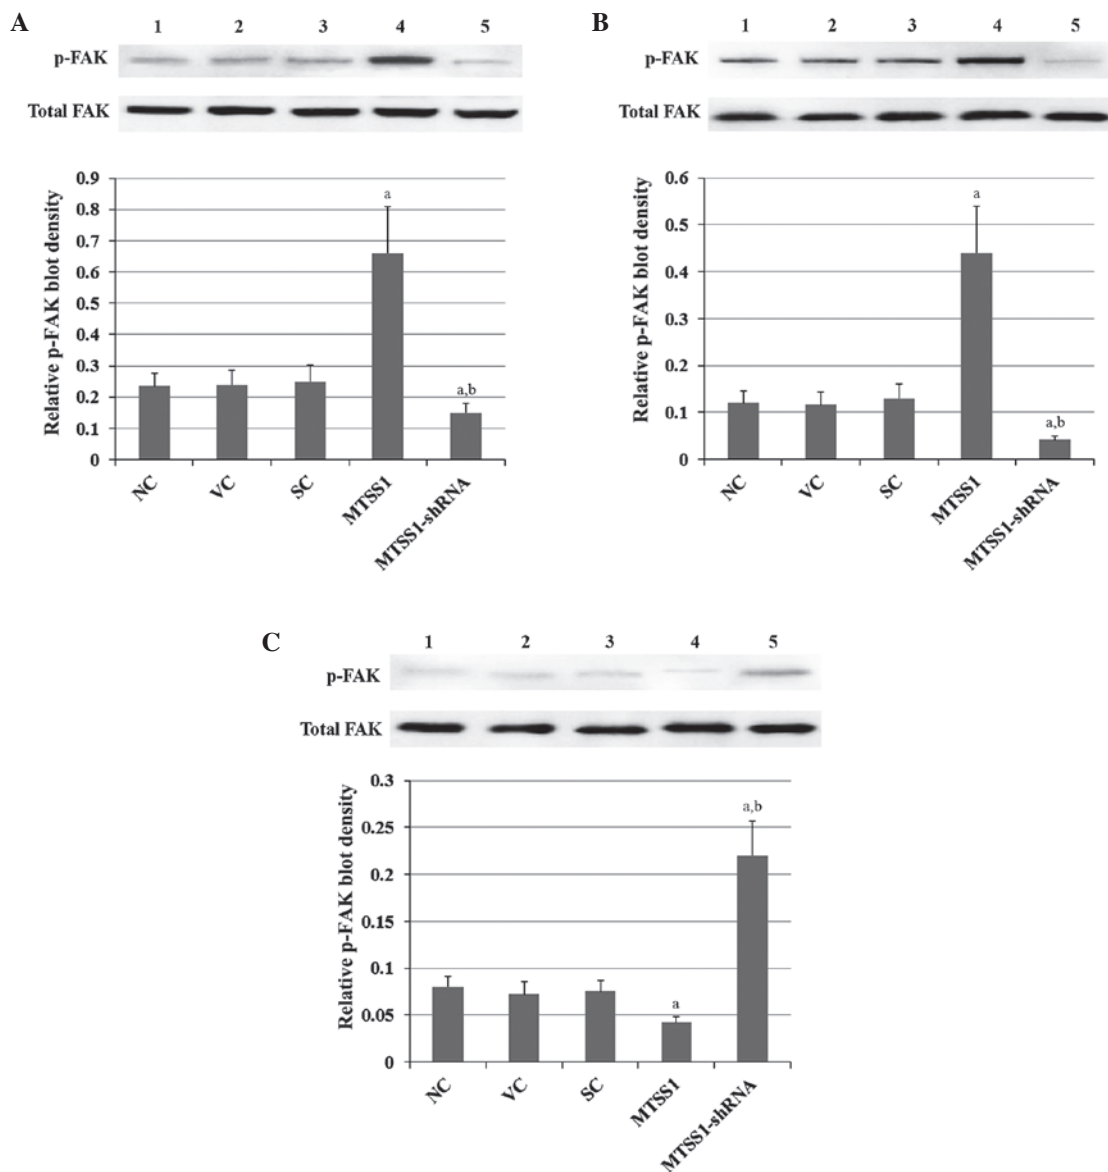 A
1 2 3 4 5
p-FAK
Total FAK
Relative p-FAK blot density
0.9
0.8
0.7
0.6
0.5
0.4
0.3
0.2
0.1
0
a
a,b
NC VC SC MTSS1 MTSS1-shRNA
B
1 2 3 4 5
p-FAK
Total FAK
Relative p-FAK blot density
0.6
0.5
0.4
0.3
0.2
0.1
0
a
a,b
NC VC SC MTSS1 MTSS1-shRNA
C
1 2 3 4 5
p-FAK
Total FAK
Relative p-FAK blot density
0.3
0.25
0.2
0.15
0.1
0.05
0
a
a,b
NC VC SC MTSS1 MTSS1-shRNA